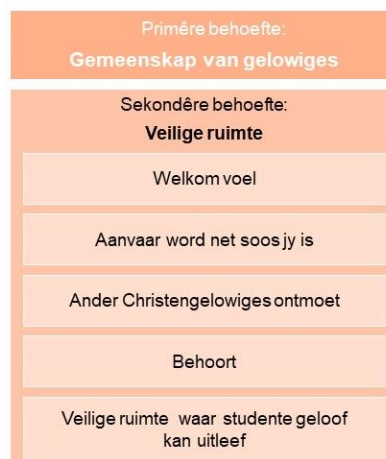 Primêre behoefte:
Gemeenskap van gelowiges
Sekondêre behoefte:
Veilige ruimte
Welkom voel
Aanvaar word net soos jy is
Ander Christengelowiges ontmoet
Behoort
Veilige ruimte waar studente geloof
kan uitleef